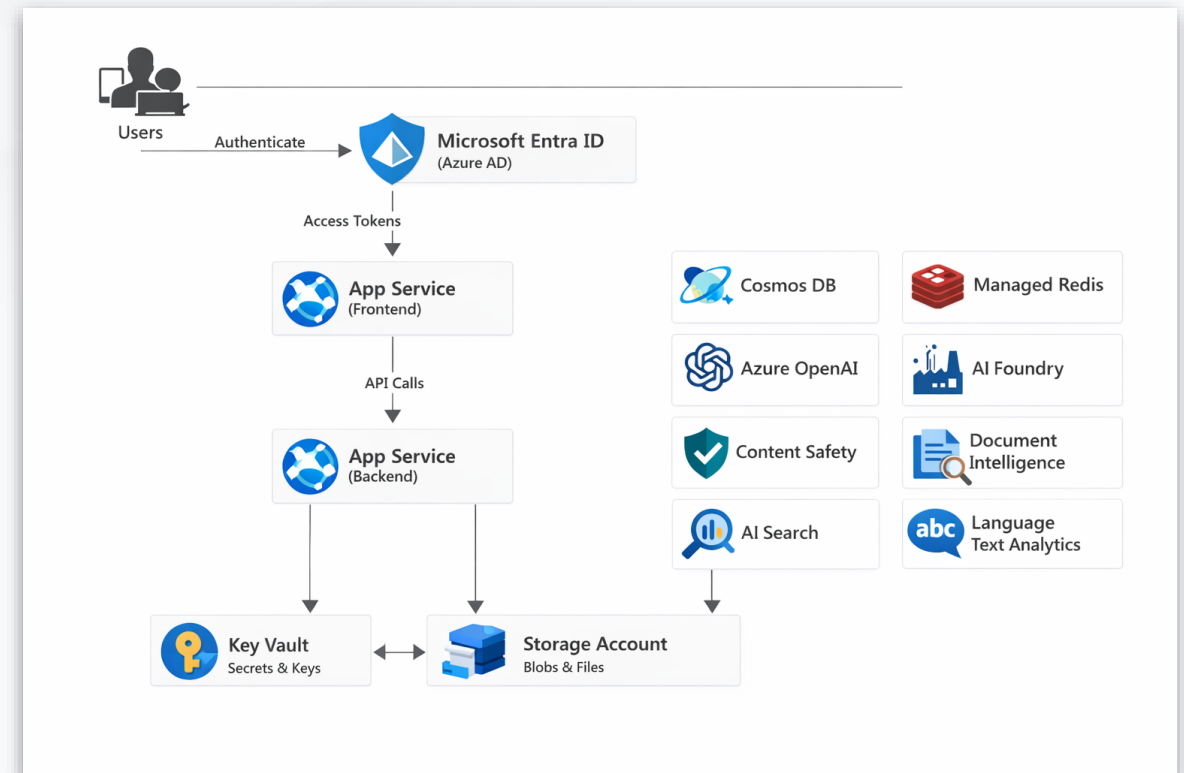 Users
Authenticate
Microsoft Entra ID
(Azure AD)
Access Tokens
App Service
(Frontend)
API Calls
App Service
(Backend)
Key Vault
Secrets & Keys
Storage Account
Blobs & Files
Cosmos DB
Managed Redis
Azure OpenAI
AI Foundry
Content Safety
Document
Intelligence
AI Search
abc
Language
Text Analytics